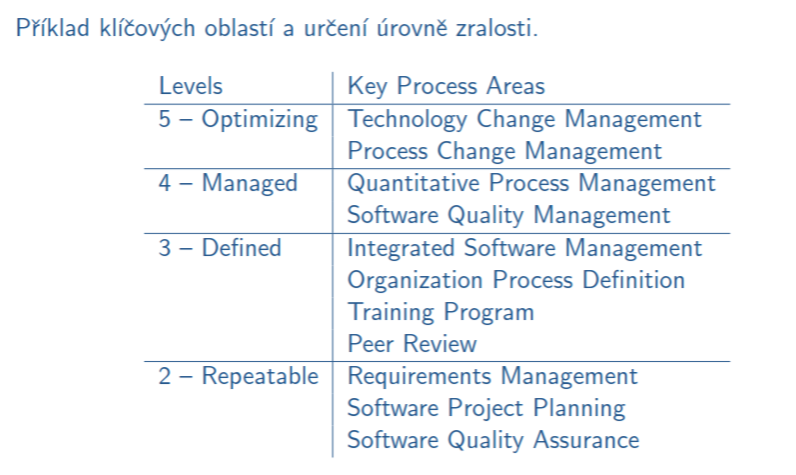 Příklad klíčových oblastí a určení úrovně zralosti.
Levels Key Process Areas
5 – Optimizing Technology Change Management
Process Change Management
4 – Managed Quantitative Process Management
Software Quality Management
3 – Defined Integrated Software Management
Organization Process Definition
Training Program
Peer Review
2 – Repeatable Requirements Management
Software Project Planning
Software Quality Assurance